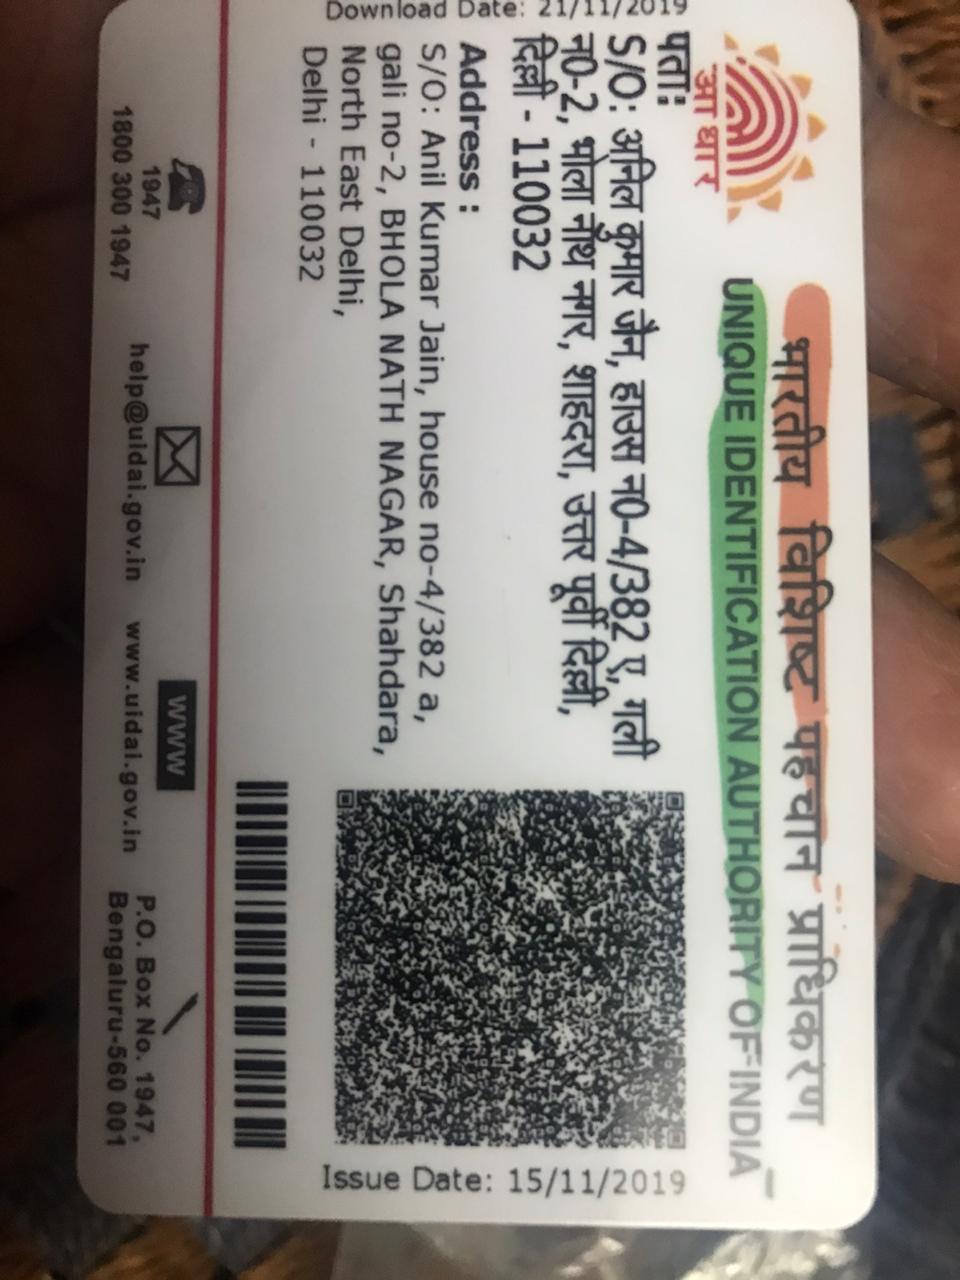 Download Date: 21/11/2019
भारतीय विशिष्ट पहचान प्राधिकरण
UNIQUE IDENTIFICATION AUTHORITY OF INDIA
आधार
पता:
S/O: अनिल कुमार जैन, हाउस न0-4/382 ए, गली
न0-2, भोला नाथ नगर, शाहदरा, उत्तर पूर्वी दिल्ली,
दिल्ली - 110032
Address :
S/O: Anil Kumar Jain, house no-4/382 a,
gali no-2, BHOLA NATH NAGAR, Shahdara,
North East Delhi,
Delhi - 110032
Issue Date: 15/11/2019
1947
1800 300 1947
help@uidai.gov.in
WWW
www.uidai.gov.in
P.O. Box No. 1947,
Bengaluru-560 001